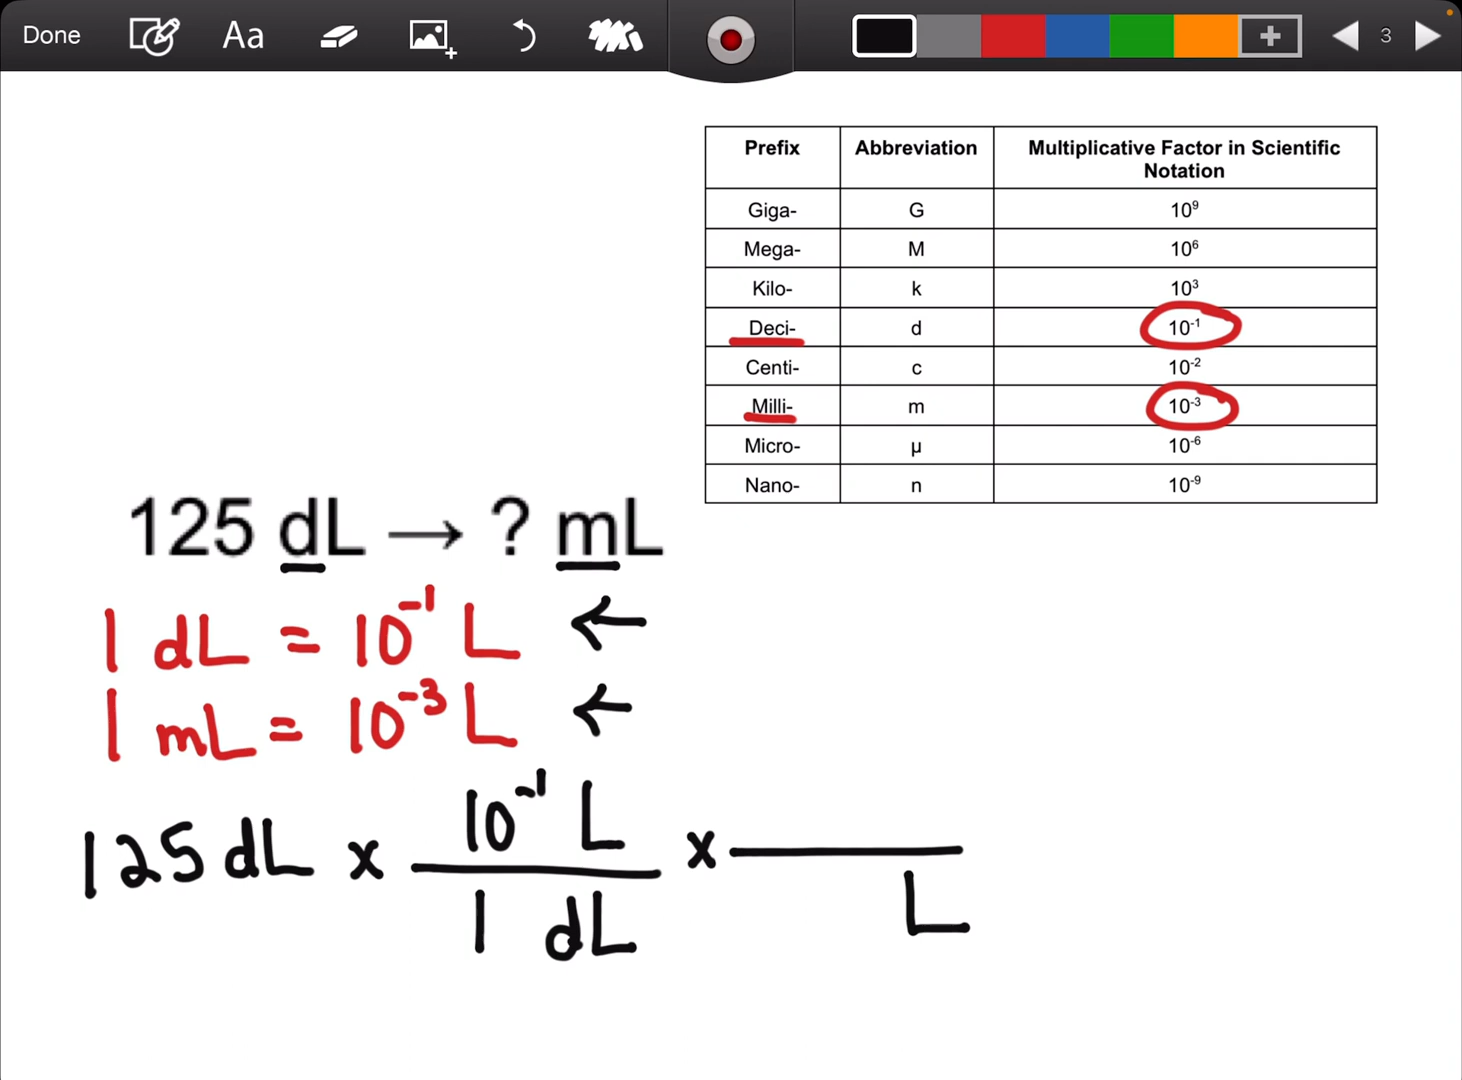 Done Aa 3
Prefix Abbreviation Multiplicative Factor in Scientific Notation
Giga- G 10⁹
Mega- M 10⁶
Kilo- k 10³
Deci- d 10⁻¹
Centi- c 10⁻²
Milli- m 10⁻³
Micro- μ 10⁻⁶
Nano- n 10⁻⁹
125 dL → ? mL
1 dL = 10⁻¹ L ←
1 mL = 10⁻³ L ←
125 dL x 10⁻¹ L / 1 dL x ___ / L